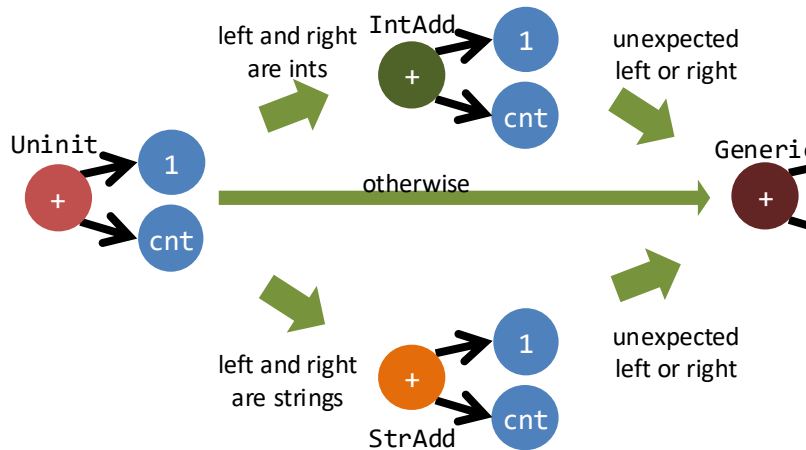 Uninit
+
1
cnt
left and right
are ints
IntAdd
+
1
cnt
unexpected
left or right
otherwise
left and right
are strings
+
1
cnt
StrAdd
unexpected
left or right
Generic
+